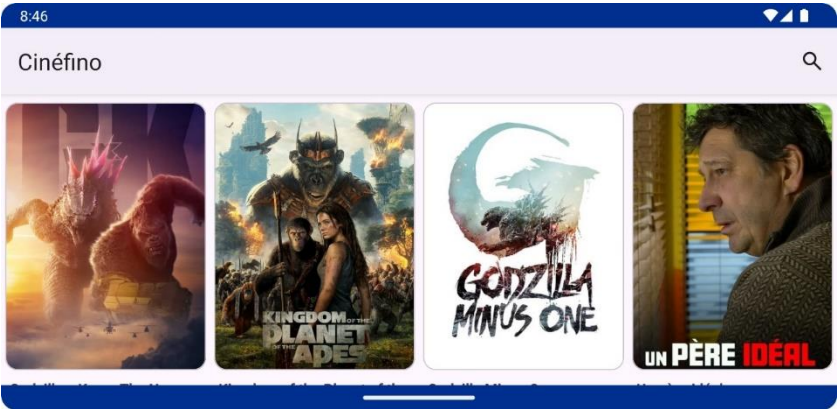 8:46
Cinéfino
KINGDOM OF THE
PLANET
OF THE APES
GODZILLA
MINUS ONE
UN PÈRE IDÉAL